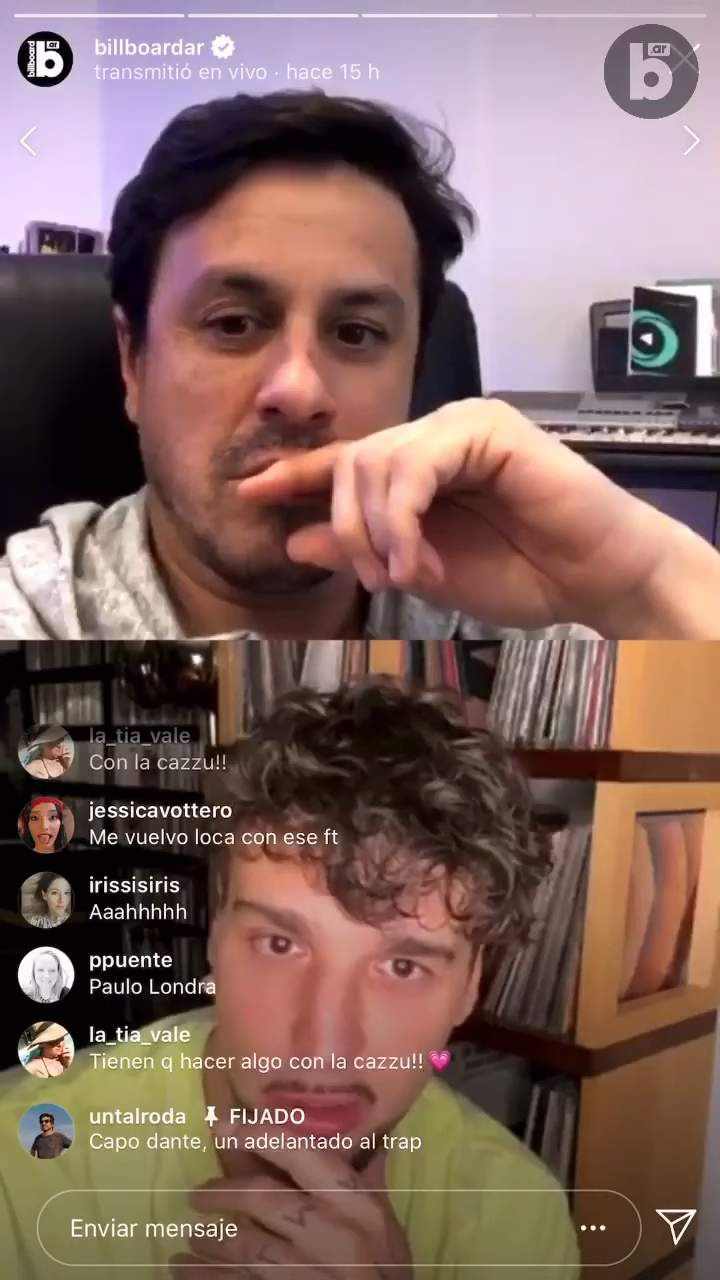 billboard
b
.ar
billboardar
transmitió en vivo · hace 15 h
b
.ar
la_tia_vale
Con la cazzu!!
jessicavottero
Me vuelvo loca con ese ft
irissisiris
Aaahhhhh
ppuente
Paulo Londra
la_tia_vale
Tienen q hacer algo con la cazzu!!💗
untalroda 📌 FIJADO
Capo dante, un adelantado al trap
Enviar mensaje